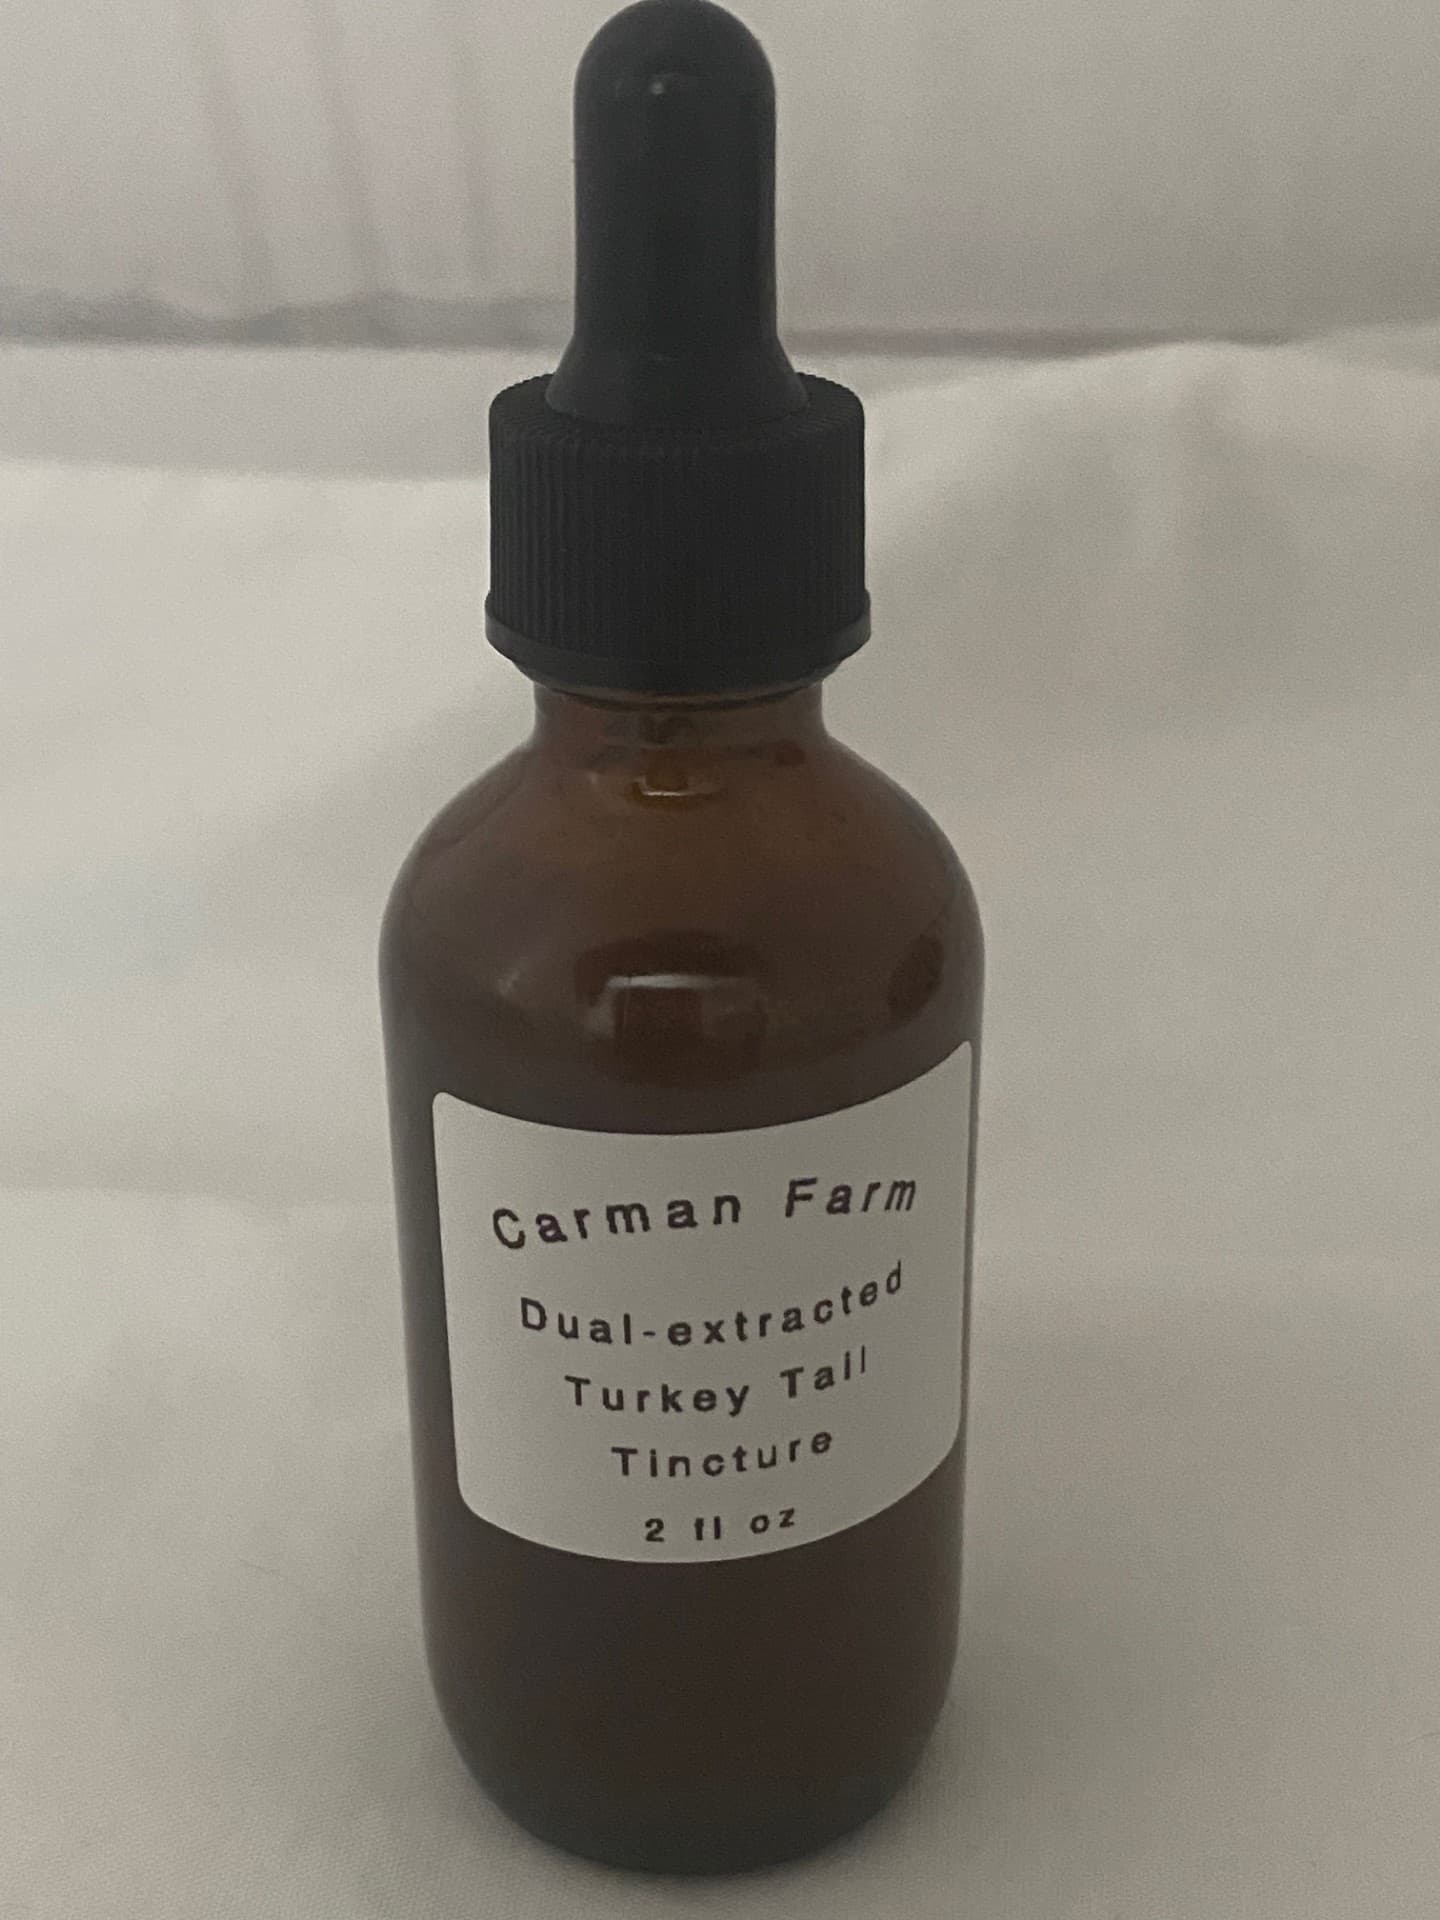 Carman Farm
Dual-extracted
Turkey Tail
Tincture
2 fl oz